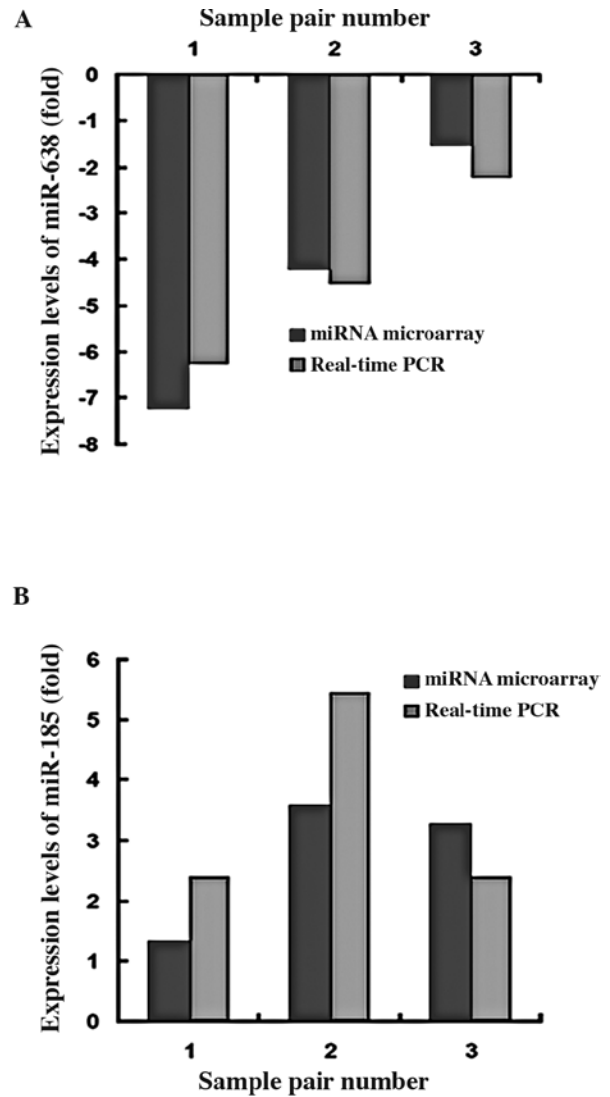 A
Sample pair number
1 2 3
Expression levels of miR-638 (fold)
0
-1
-2
-3
-4
-5
-6
-7
-8
miRNA microarray
Real-time PCR
B
Expression levels of miR-185 (fold)
6
5
4
3
2
1
0
miRNA microarray
Real-time PCR
1 2 3
Sample pair number